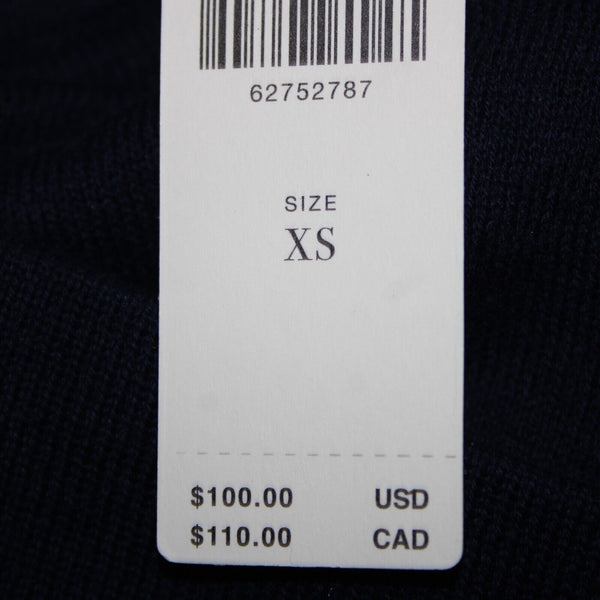 62752787
SIZE
XS
$100.00 USD
$110.00 CAD